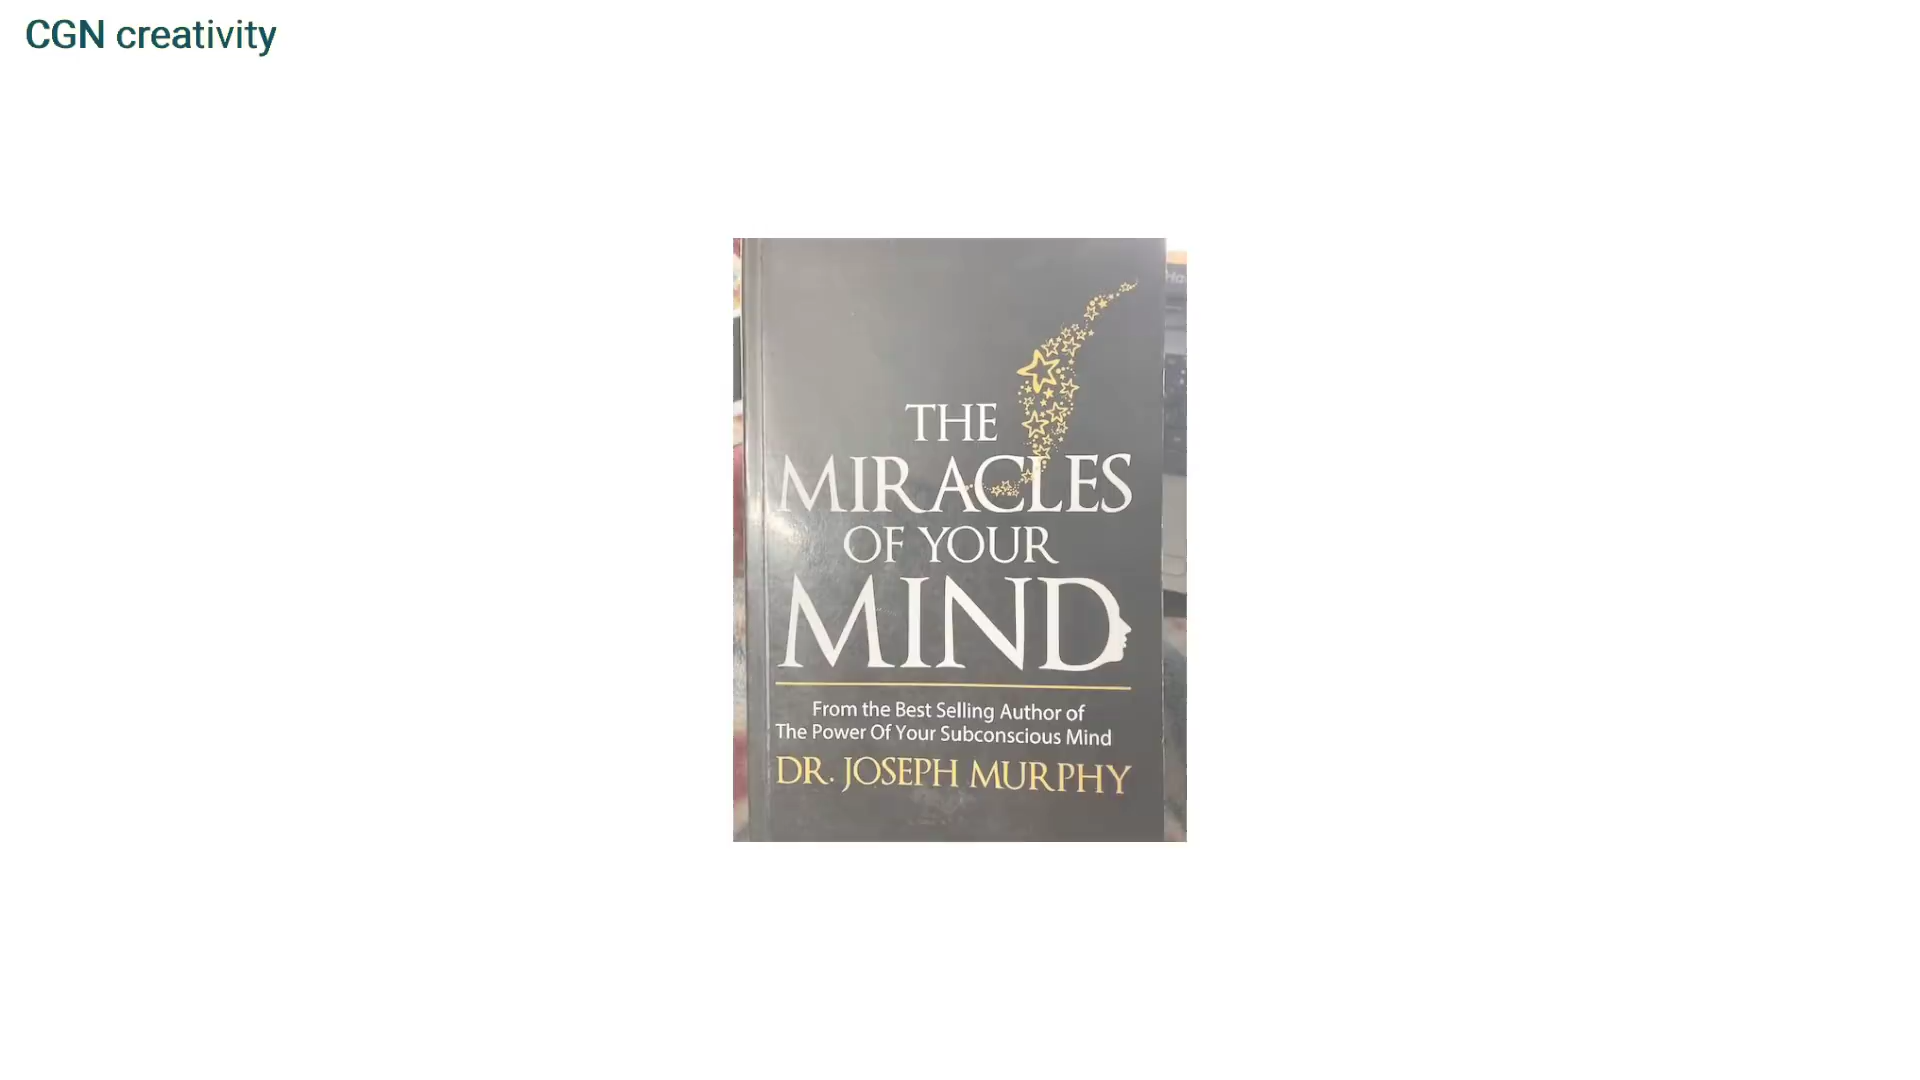 CGN creativity
THE
MIRACLES
OF YOUR
MIND
From the Best Selling Author of
The Power Of Your Subconscious Mind
DR. JOSEPH MURPHY